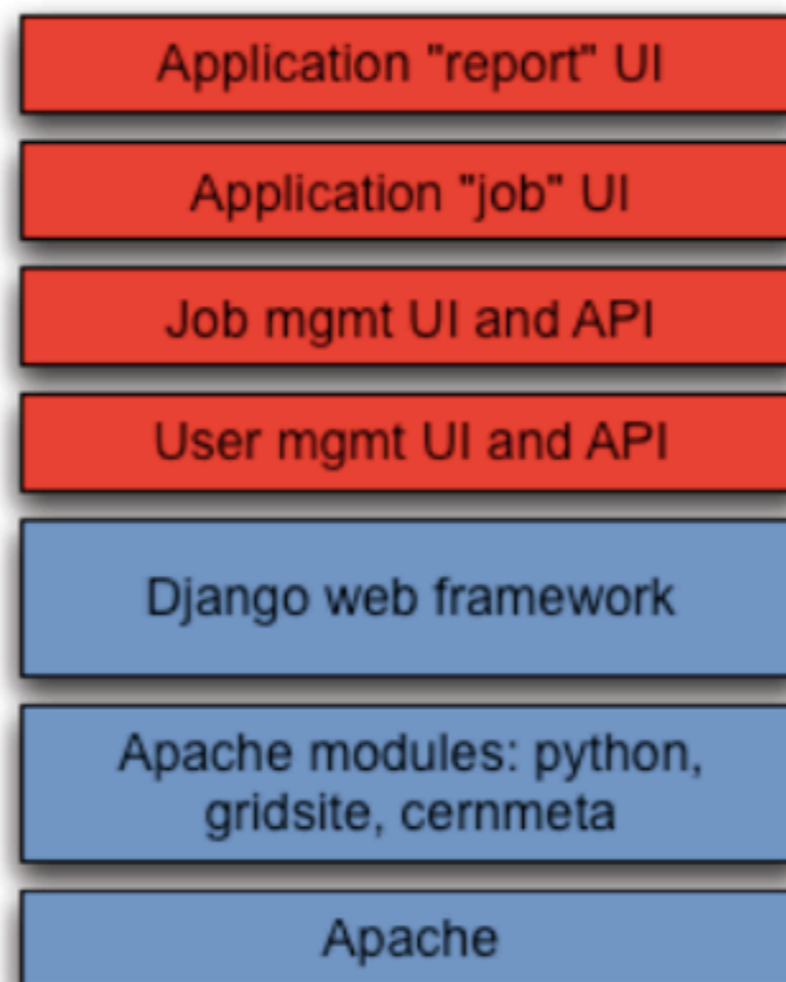 Application "report" UI
Application "job" UI
Job mgmt UI and API
User mgmt UI and API
Django web framework
Apache modules: python,
gridsite, cernmeta
Apache